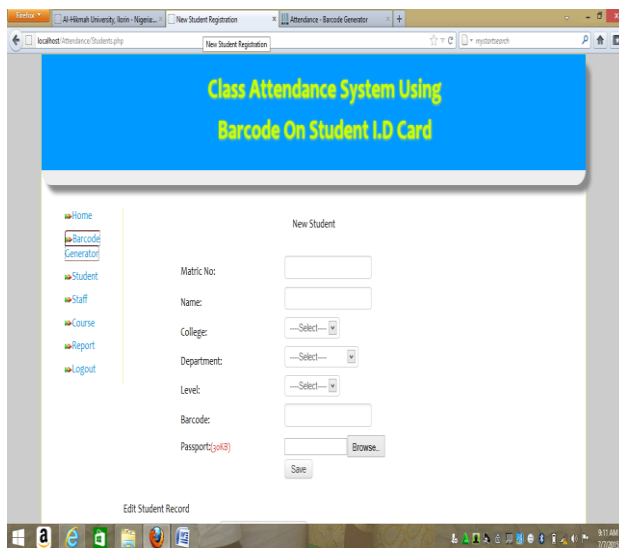 Firefox
Al-Hikmah University, Ilorin - Nigeria...
New Student Registration
Attendance - Barcode Generator
localhost/Attendance/Students.php
New Student Registration
mystartsearch
Class Attendance System Using
Barcode On Student I.D Card
Home
Barcode
Generator
Student
Staff
Course
Report
Logout
New Student
Matric No:
Name:
College:
----Select----
Department:
----Select----
Level:
----Select----
Barcode:
Passport:(30KB)
Browse..
Save
Edit Student Record
9:11 AM